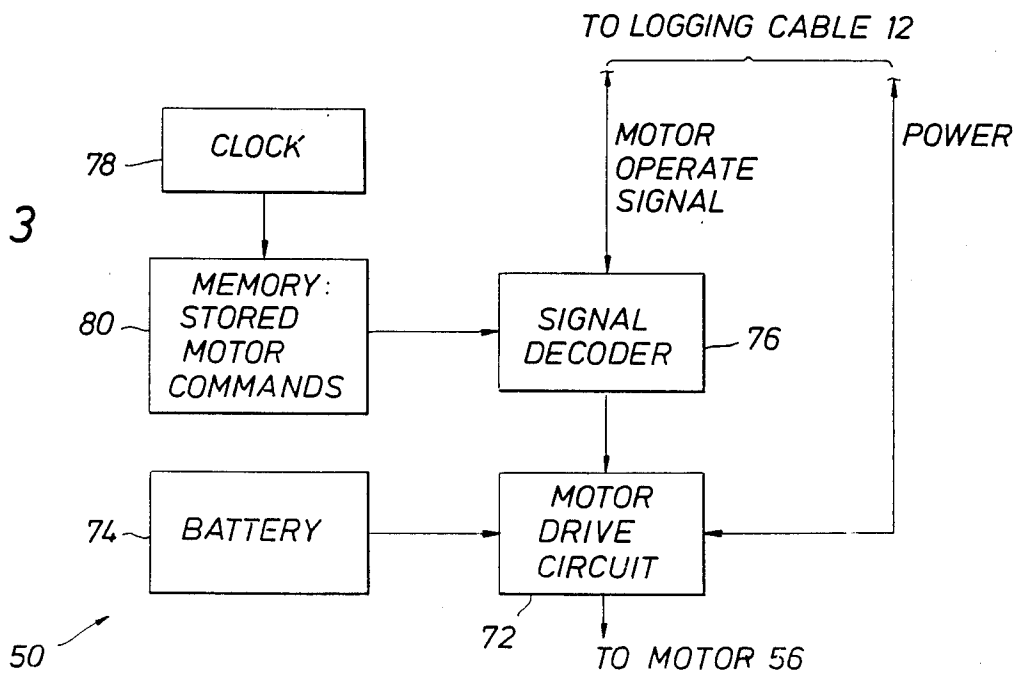 TO LOGGING CABLE 12
CLOCK
78
MOTOR
OPERATE
SIGNAL
POWER
3
MEMORY:
STORED
MOTOR
COMMANDS
80
SIGNAL
DECODER
76
BATTERY
74
MOTOR
DRIVE
CIRCUIT
72
50
TO MOTOR 56